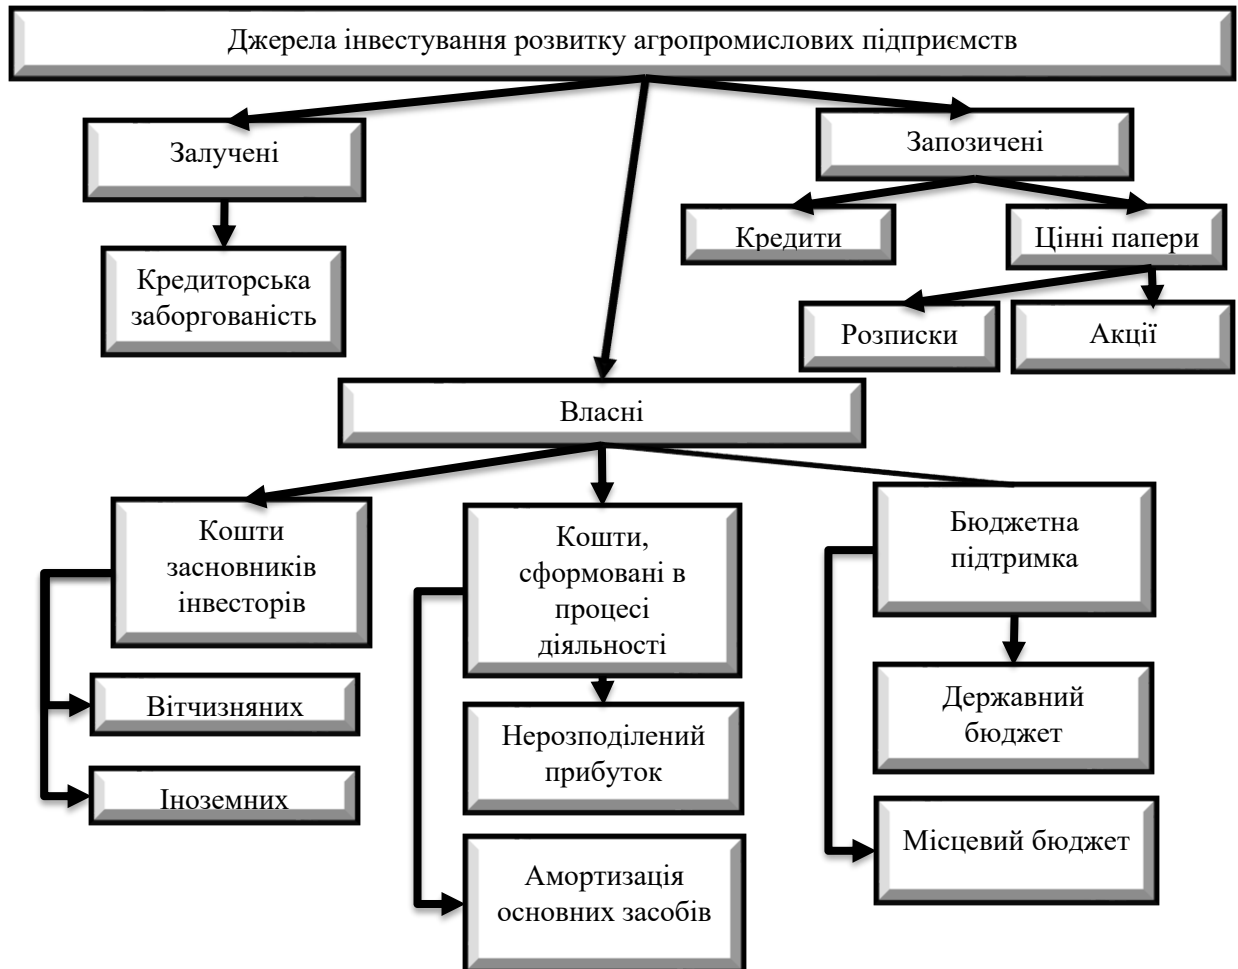 Джерела інвестування розвитку агропромислових підприємств
Залучені
Запозичені
Кредити
Цінні папери
Кредиторська
заборгованість
Розписки
Акції
Власні
Кошти
засновників
інвесторів
Кошти,
сформовані в
процесі
діяльності
Бюджетна
підтримка
Вітчизняних
Іноземних
Нерозподілений
прибуток
Амортизація
основних засобів
Державний
бюджет
Місцевий бюджет